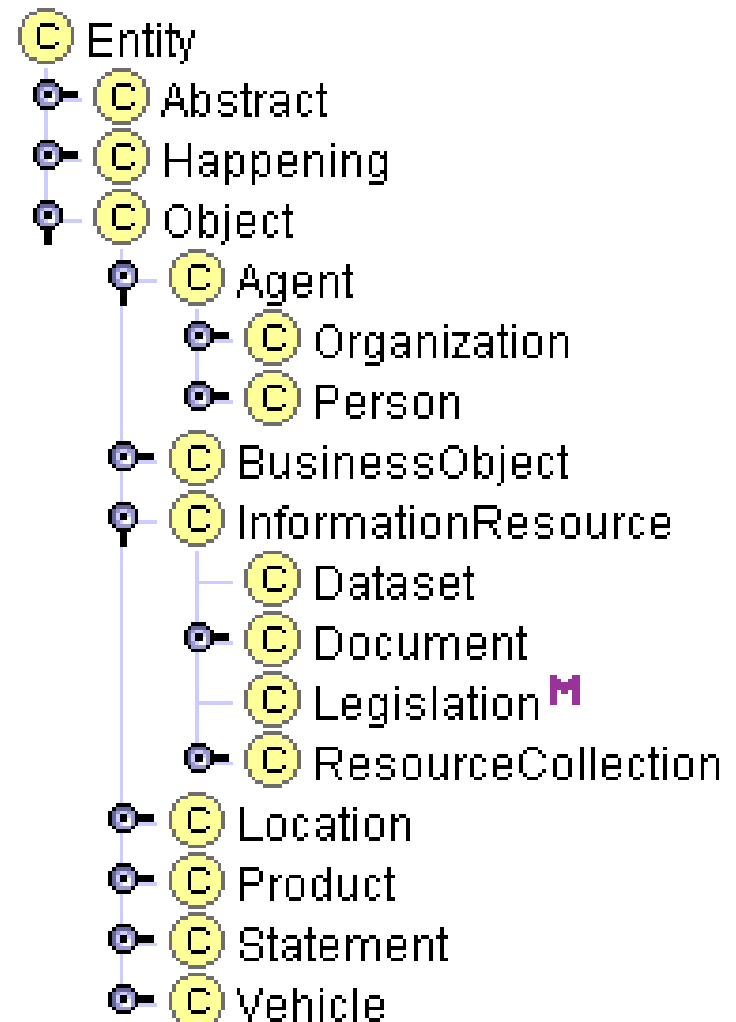 C Entity
C Abstract
C Happening
C Object
C Agent
C Organization
C Person
C BusinessObject
C InformationResource
C Dataset
C Document
C Legislation M
C ResourceCollection
C Location
C Product
C Statement
C Vehicle